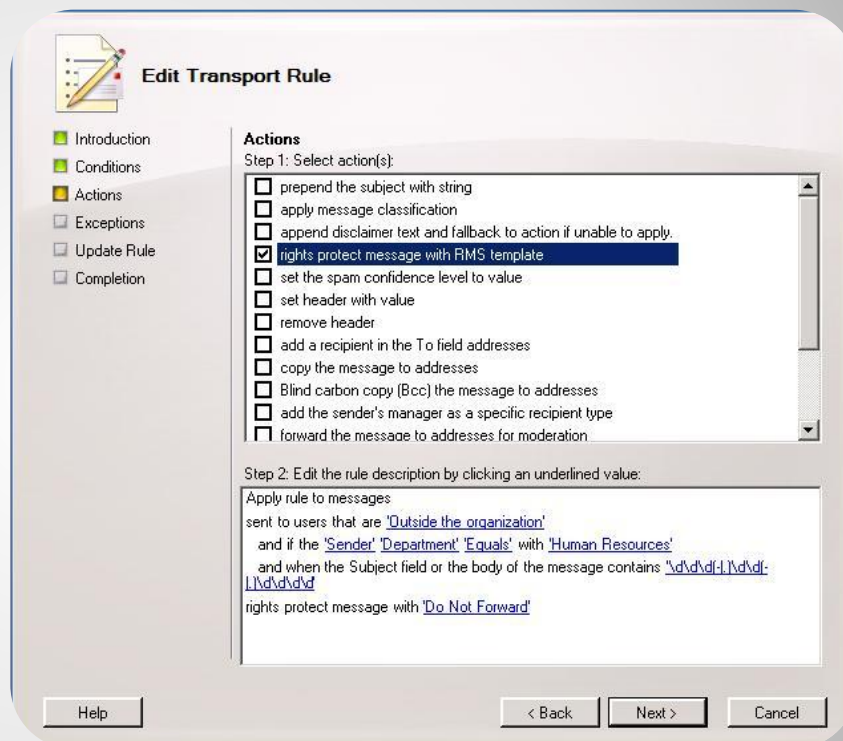 Edit Transport Rule
Introduction
Conditions
Actions
Exceptions
Update Rule
Completion
Actions
Step 1: Select action(s):
prepend the subject with string
apply message classification
append disclaimer text and fallback to action if unable to apply.
rights protect message with RMS template
set the spam confidence level to value
set header with value
remove header
add a recipient in the To field addresses
copy the message to addresses
Blind carbon copy (Bcc) the message to addresses
add the sender's manager as a specific recipient type
forward the message to addresses for moderation
Step 2: Edit the rule description by clicking an underlined value:
Apply rule to messages
sent to users that are 'Outside the organization'
and if the 'Sender' 'Department' 'Equals' with 'Human Resources'
and when the Subject field or the body of the message contains '\d\d\d(-|.)\d\d(-
|.)\d\d\d\d'
rights protect message with 'Do Not Forward'
Help
< Back
Next >
Cancel